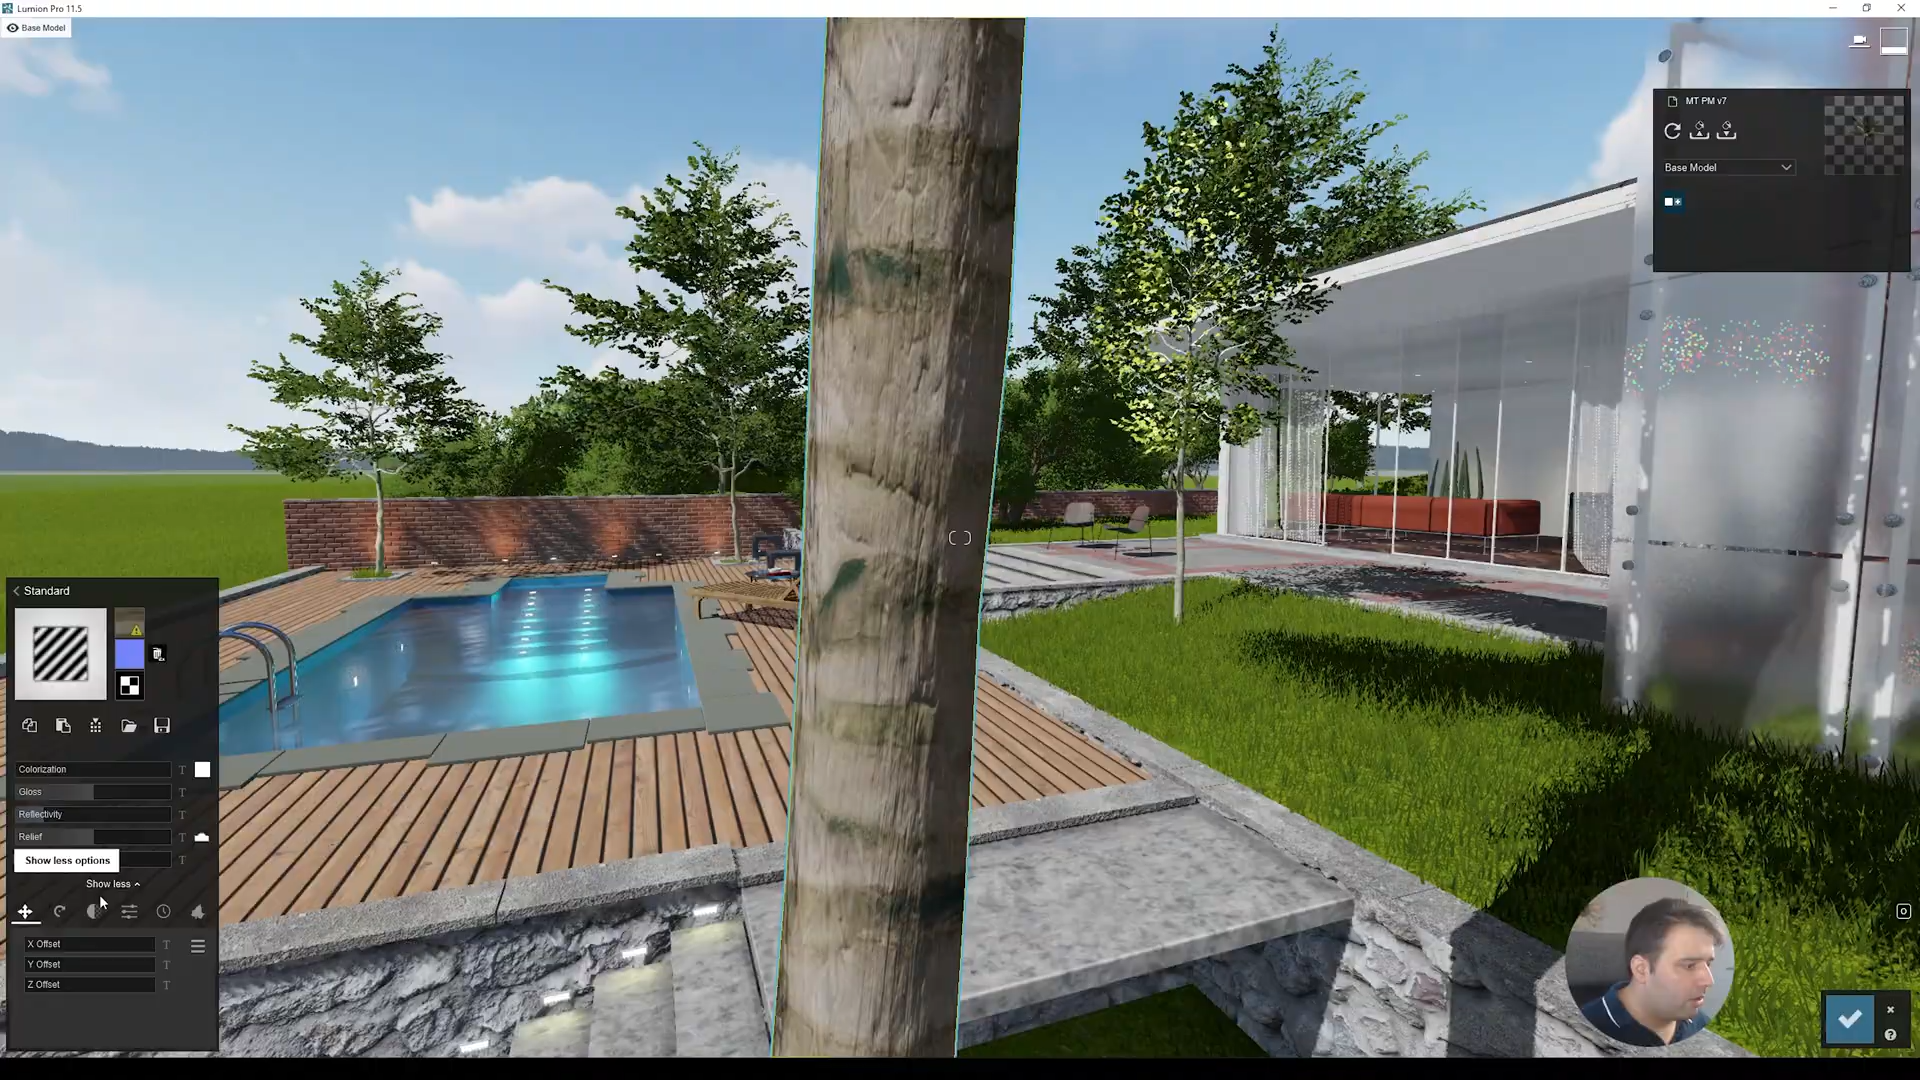 Lumion Pro 11.5
Base Model
MT PM v7
Base Model
Standard
Colorization
T
Gloss
T
Reflectivity
T
Relief
T
Show less options
T
Show less
X Offset
T
Y Offset
T
Z Offset
T